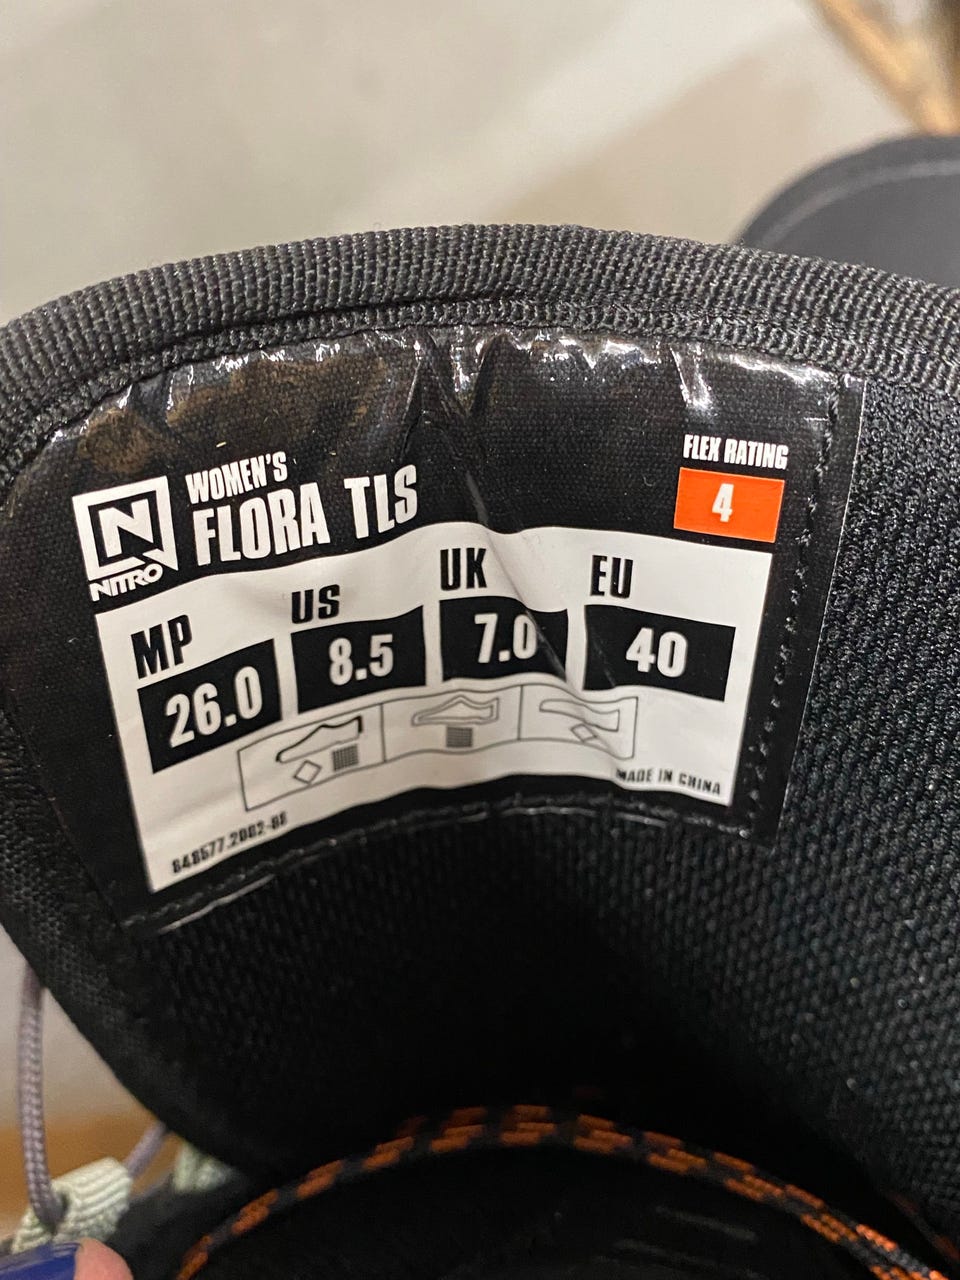 N
NITRO
WOMEN'S
FLORA TLS
FLEX RATING
4
MP US UK EU
26.0 8.5 7.0 40
MADE IN CHINA